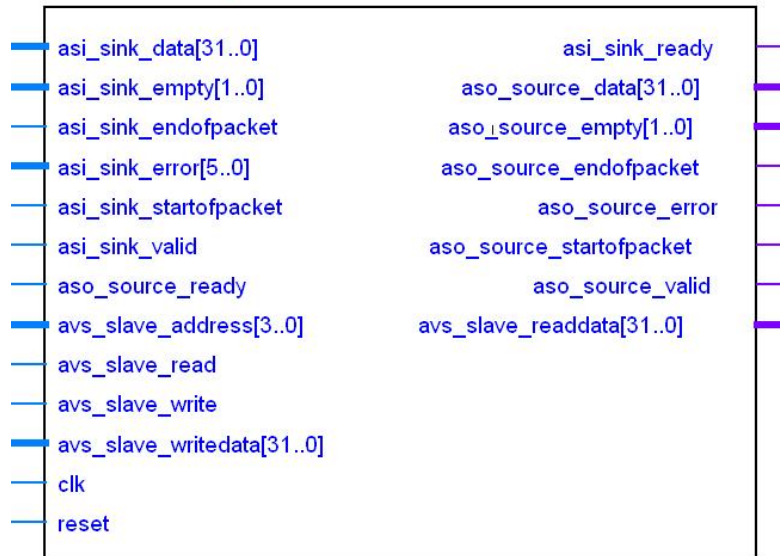 asi_sink_data[31..0] asi_sink_ready
asi_sink_empty[1..0] aso_source_data[31..0]
asi_sink_endofpacket aso_source_empty[1..0]
asi_sink_error[5..0] aso_source_endofpacket
asi_sink_startofpacket aso_source_error
asi_sink_valid aso_source_startofpacket
aso_source_ready aso_source_valid
avs_slave_address[3..0] avs_slave_readdata[31..0]
avs_slave_read
avs_slave_write
avs_slave_writedata[31..0]
clk
reset